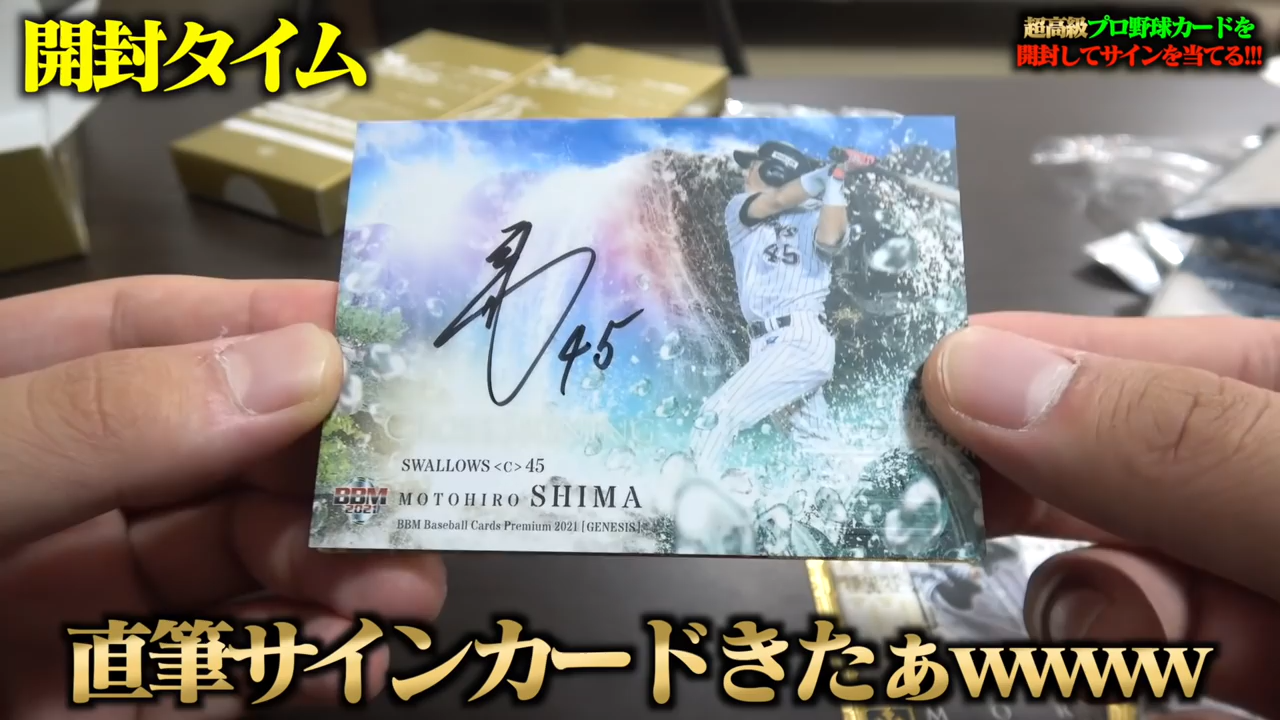 開封タイム
超高級プロ野球カードを
開封してサインを当てる!!!
45
45
SWALLOWS <C> 45
MOTOHIRO SHIMA
BBM
2021
BBM Baseball Cards Premium 2021 [GENESIS]
直筆サインカードきたぁwwwww